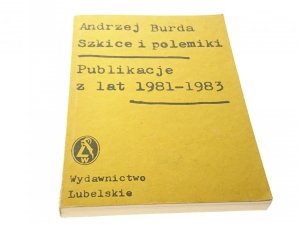 Andrzej Burda
Szkice i polemiki
Publikacje
z lat 1981-1983
Wydawnictwo
Lubelskie